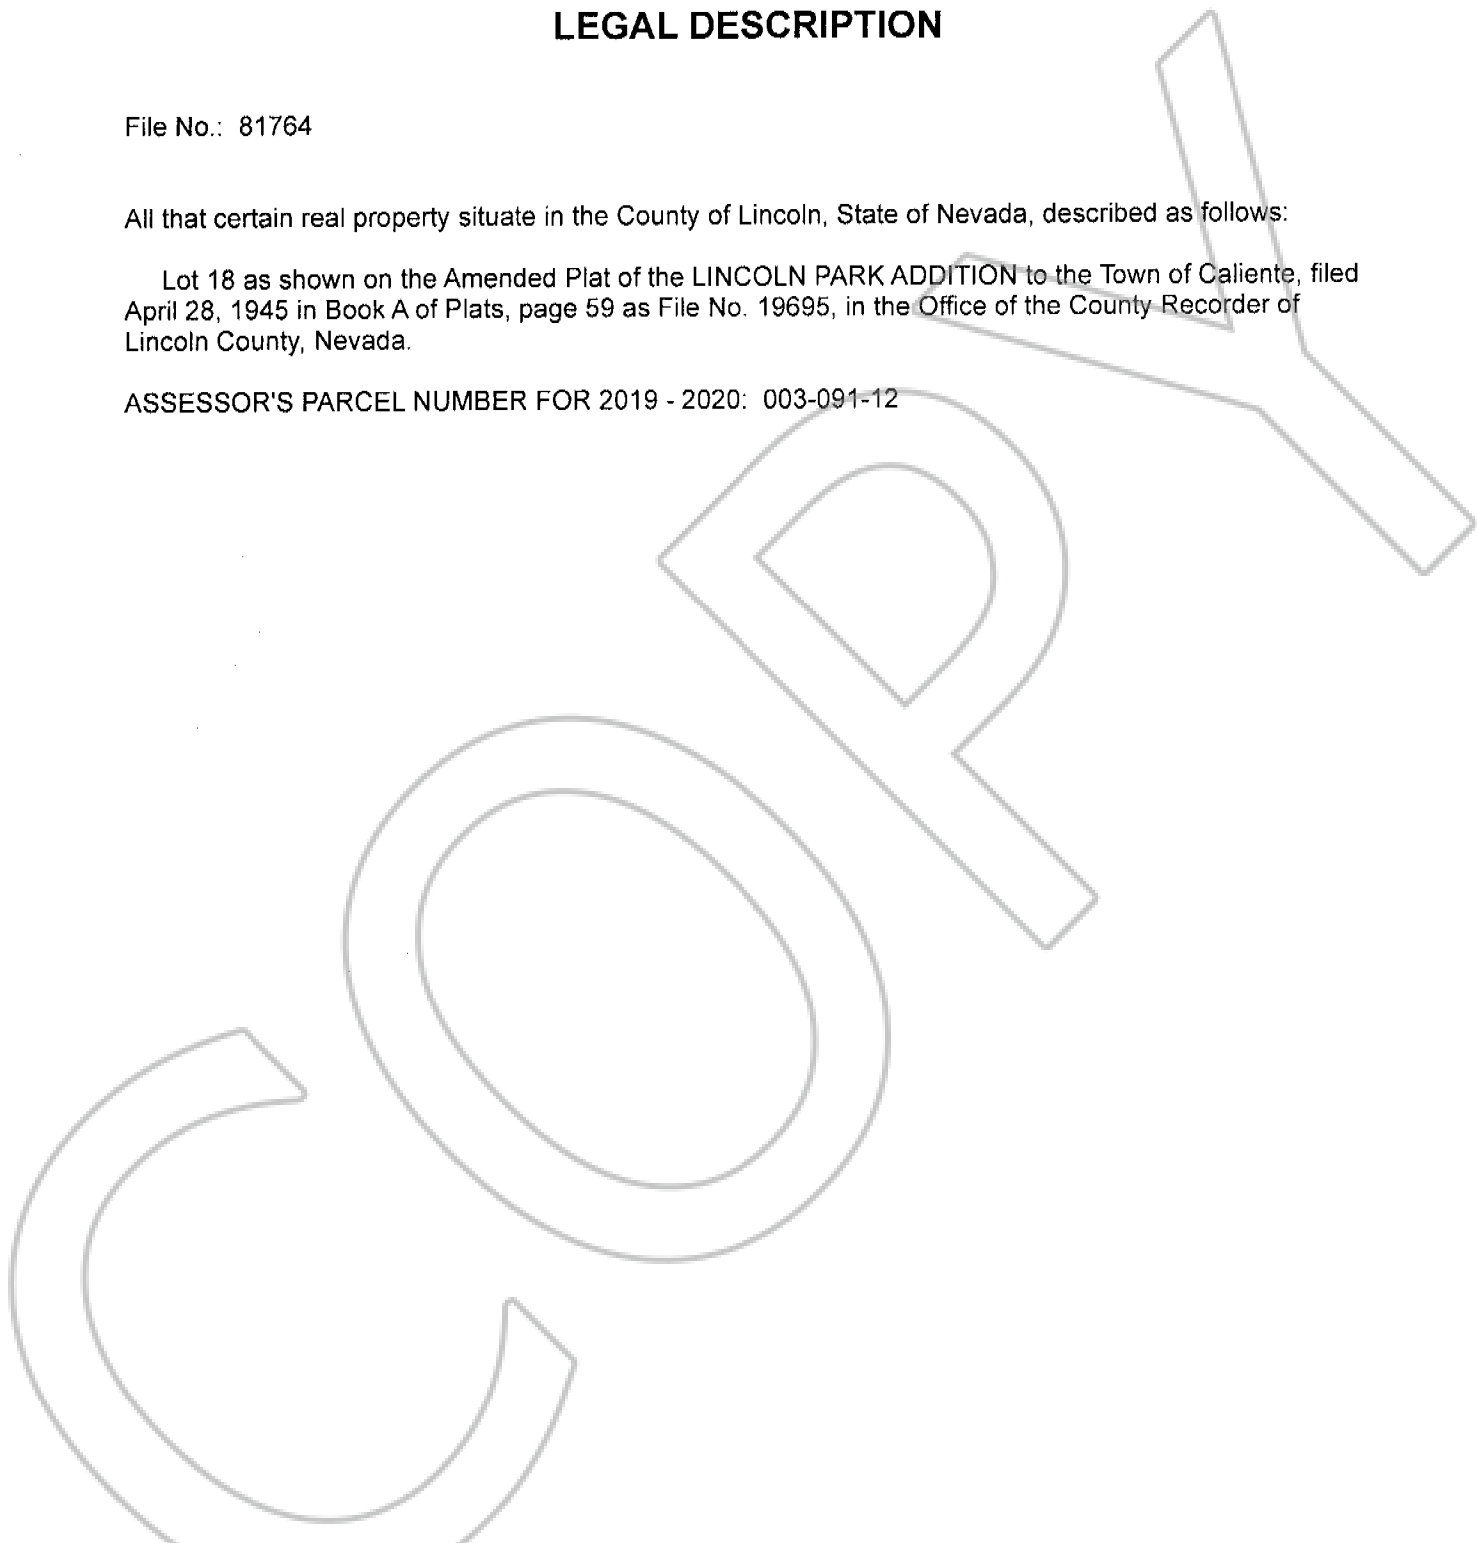 LEGAL DESCRIPTION
File No.: 81764
All that certain real property situate in the County of Lincoln, State of Nevada, described as follows:
Lot 18 as shown on the Amended Plat of the LINCOLN PARK ADDITION to the Town of Caliente, filed
April 28, 1945 in Book A of Plats, page 59 as File No. 19695, in the Office of the County Recorder of
Lincoln County, Nevada.
ASSESSOR'S PARCEL NUMBER FOR 2019 - 2020: 003-091-12
COPY